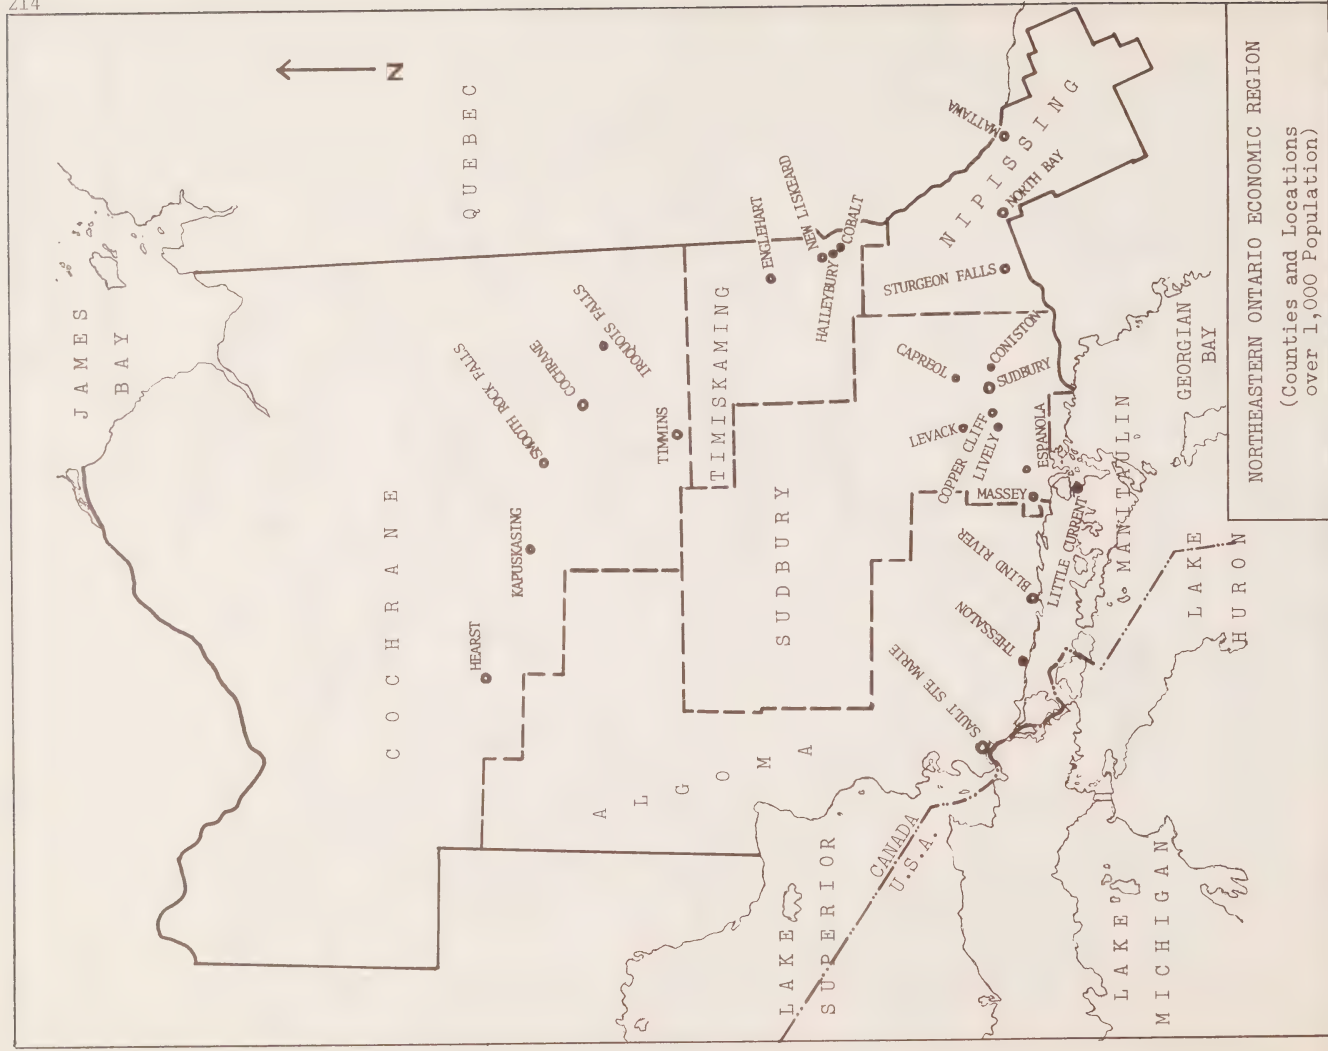 214
N
QUEBEC
JAMES
BAY
COCHRANE
HEARST
KAPUSKASING
SMOOTH ROCK FALLS
COCHRANE
IROQUOIS FALLS
TIMMINS
TIMISKAMING
ENGLEHART
NEW LISKEARD
HAILEYBURY
COBALT
NIPISSING
MATTAWA
NORTH BAY
STURGEON FALLS
SUDBURY
CAPREOL
CONISTON
SUDBURY
LEVACK
COPPER CLIFF
LIVELY
ESPANOLA
MASSEY
ALGOMA
BLIND RIVER
THESSALON
SAULT STE MARIE
LITTLE CURRENT
MANITAULIN
GEORGIAN
BAY
LAKE
HURON
LAKE
SUPERIOR
CANADA
U.S.A.
LAKE
MICHIGAN
NORTHEASTERN ONTARIO ECONOMIC REGION
(Counties and Locations
over 1,000 Population)